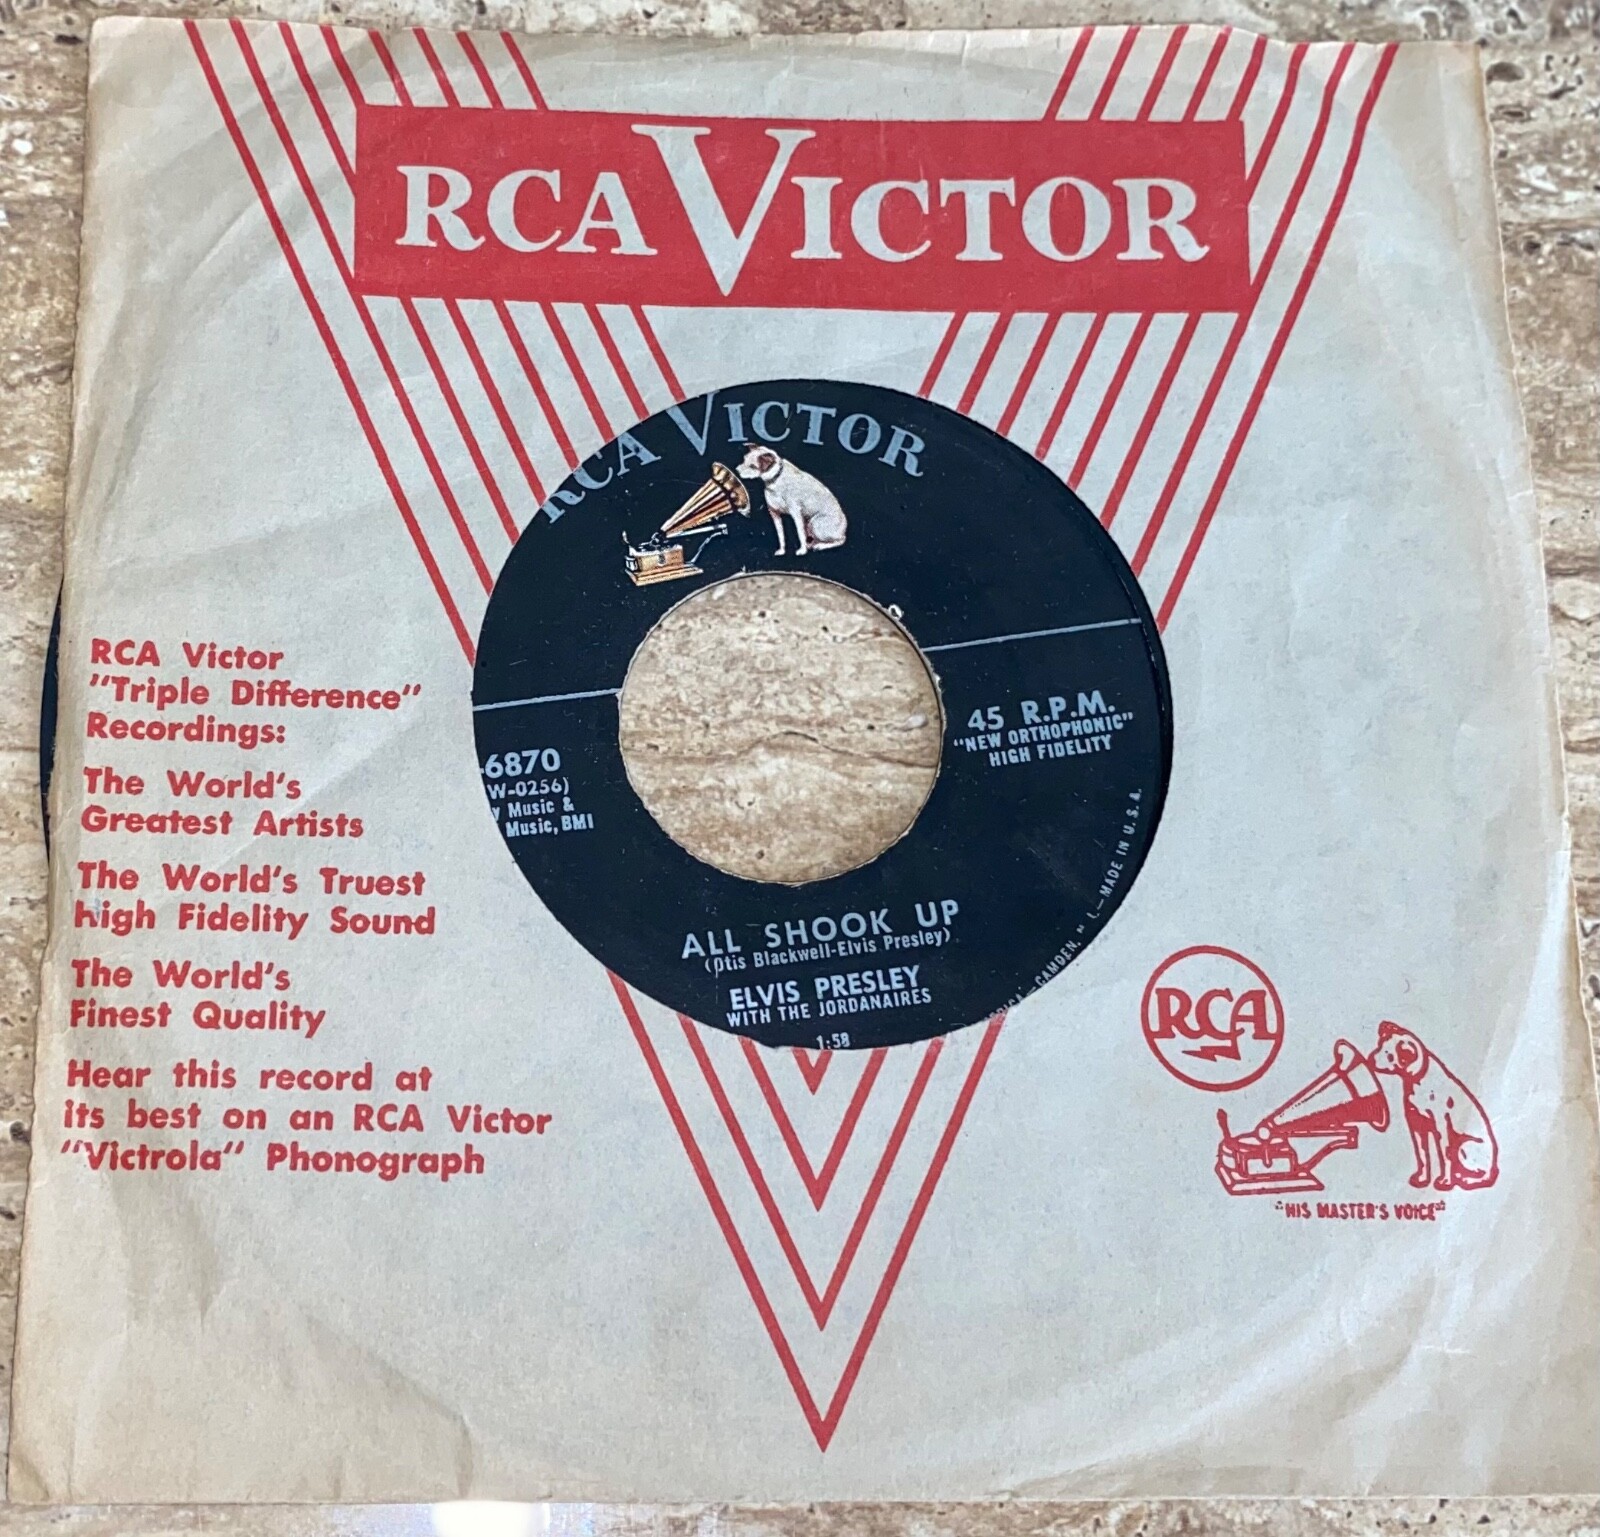 RCA VICTOR
RCA VICTOR
45 R.P.M.
"NEW ORTHOPHONIC"
HIGH FIDELITY
-6870
W-0256)
y Music &
Music, BMI
ALL SHOOK UP
(Otis Blackwell-Elvis Presley)
ELVIS PRESLEY
WITH THE JORDANAIRES
1:58
CAMDEN, N.J.—MADE IN U.S.A.
RCA Victor
"Triple Difference"
Recordings:
The World's
Greatest Artists
The World's Truest
High Fidelity Sound
The World's
Finest Quality
Hear this record at
its best on an RCA Victor
"Victrola" Phonograph
RCA
"HIS MASTER'S VOICE"